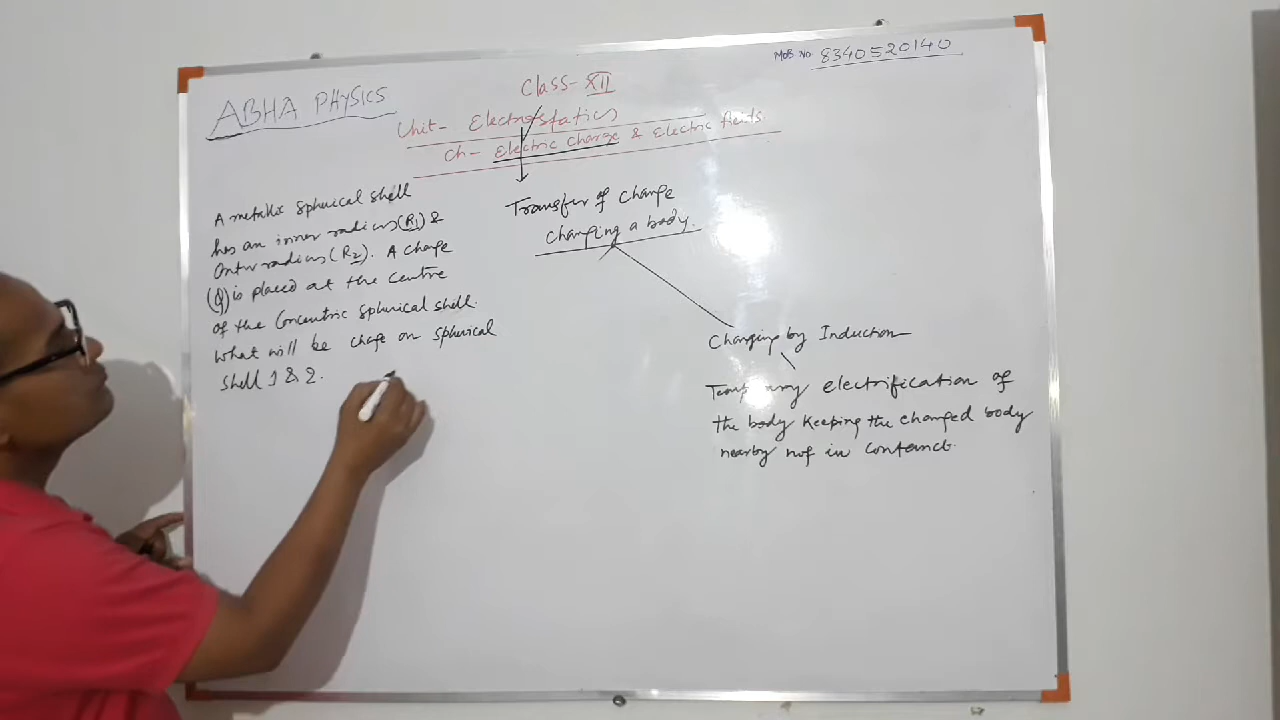 MOB No. 8340520140
ABHA PHYSICS
Class- XII
Unit- Electrostatics
Ch- Electric Charge & Electric fields.
A metallic spherical shell
has an inner radius (R1) &
Outer radius (R2). A charge
(Q) is placed at the centre
of the Concentric spherical shell.
what will be charge on spherical
shell 1 & 2.
Transfer of charge
charging a body.
Charging by Induction
electrification of
the body keeping the charged body
nearby not in